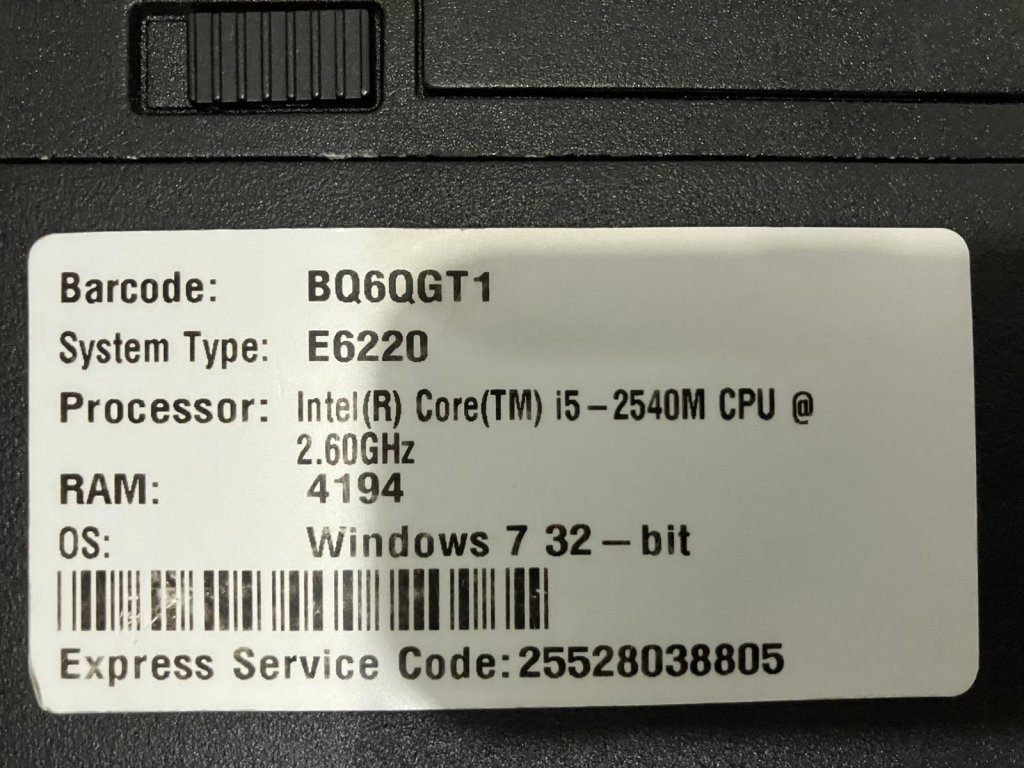 Barcode: BQ6QGT1
System Type: E6220
Processor: Intel(R) Core(TM) i5-2540M CPU @
2.60GHz
RAM: 4194
OS: Windows 7 32-bit
Express Service Code:25528038805